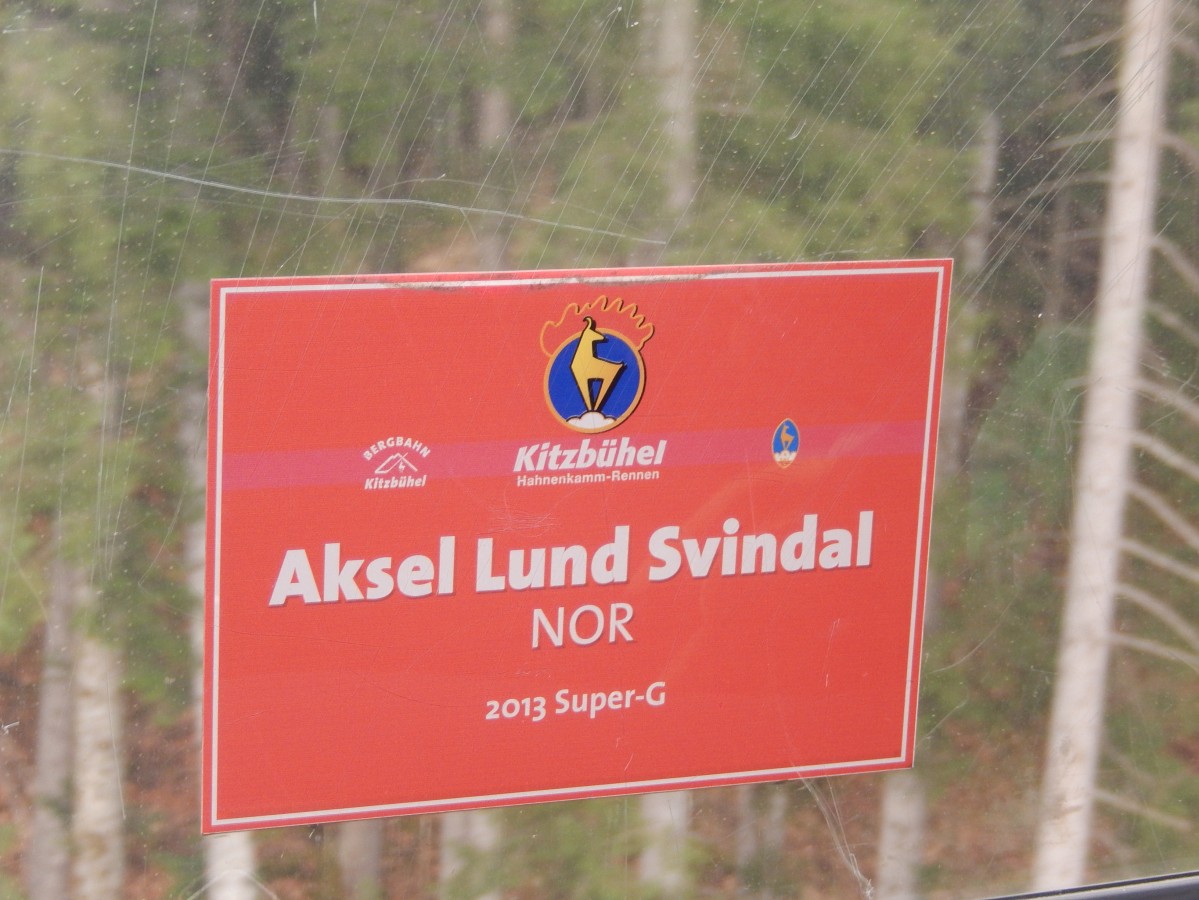 BERGBAHN
Kitzbühel
Kitzbühel
Hahnenkamm-Rennen
Aksel Lund Svindal
NOR
2013 Super-G